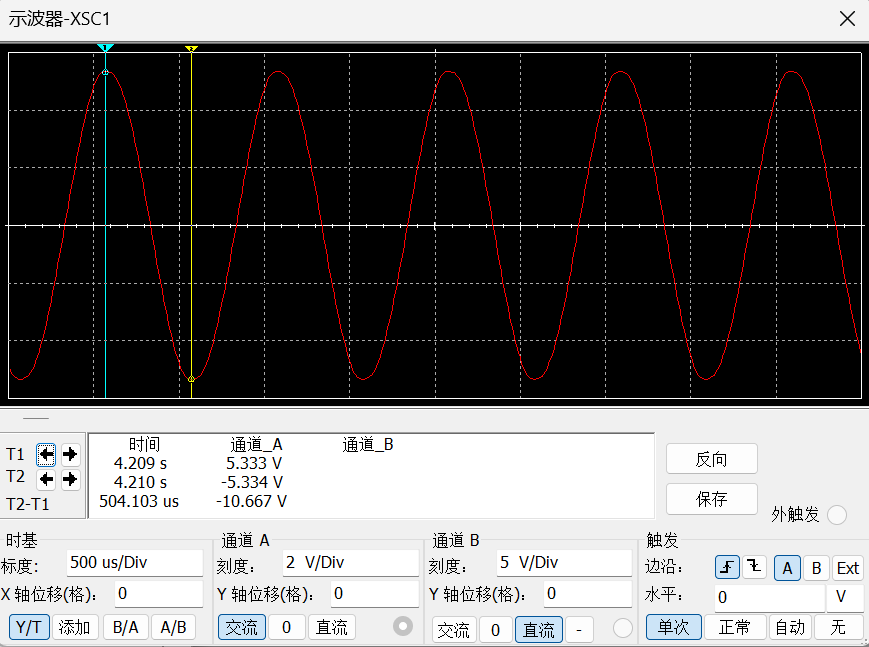 示波器-XSC1
1
2
时间 通道_A 通道_B
T1 4.209 s 5.333 V
T2 4.210 s -5.334 V
T2-T1 504.103 us -10.667 V
反向
保存
外触发
时基 通道 A 通道 B 触发
标度： 500 us/Div 刻度： 2 V/Div 刻度： 5 V/Div 边沿： A B Ext
X 轴位移(格)： 0 Y 轴位移(格)： 0 Y 轴位移(格)： 0 水平： 0 V
Y/T 添加 B/A A/B 交流 0 直流 交流 0 直流 - 单次 正常 自动 无